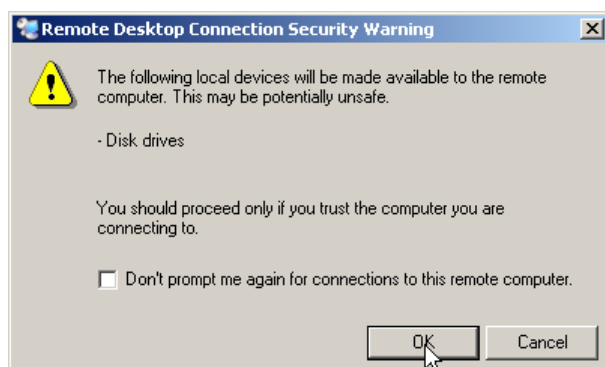 Remote Desktop Connection Security Warning
The following local devices will be made available to the remote
computer. This may be potentially unsafe.
- Disk drives
You should proceed only if you trust the computer you are
connecting to.
Don't prompt me again for connections to this remote computer.
OK
Cancel